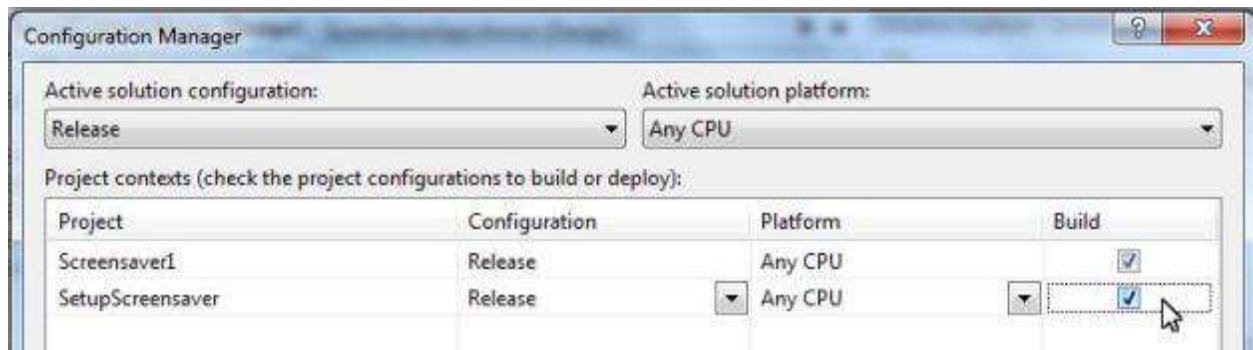 Configuration Manager
Active solution configuration: Active solution platform:
Release Any CPU
Project contexts (check the project configurations to build or deploy):
Project Configuration Platform Build
Screensaver1 Release Any CPU
SetupScreensaver Release Any CPU